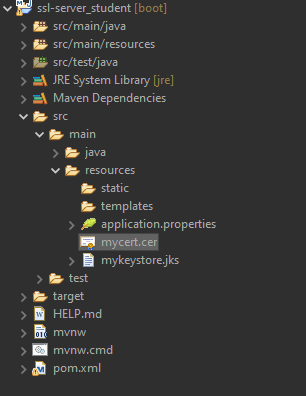 ssl-server_student [boot]
src/main/java
src/main/resources
src/test/java
JRE System Library [jre]
Maven Dependencies
src
main
java
resources
static
templates
application.properties
mycert.cer
mykeystore.jks
test
target
HELP.md
mvnw
mvnw.cmd
pom.xml